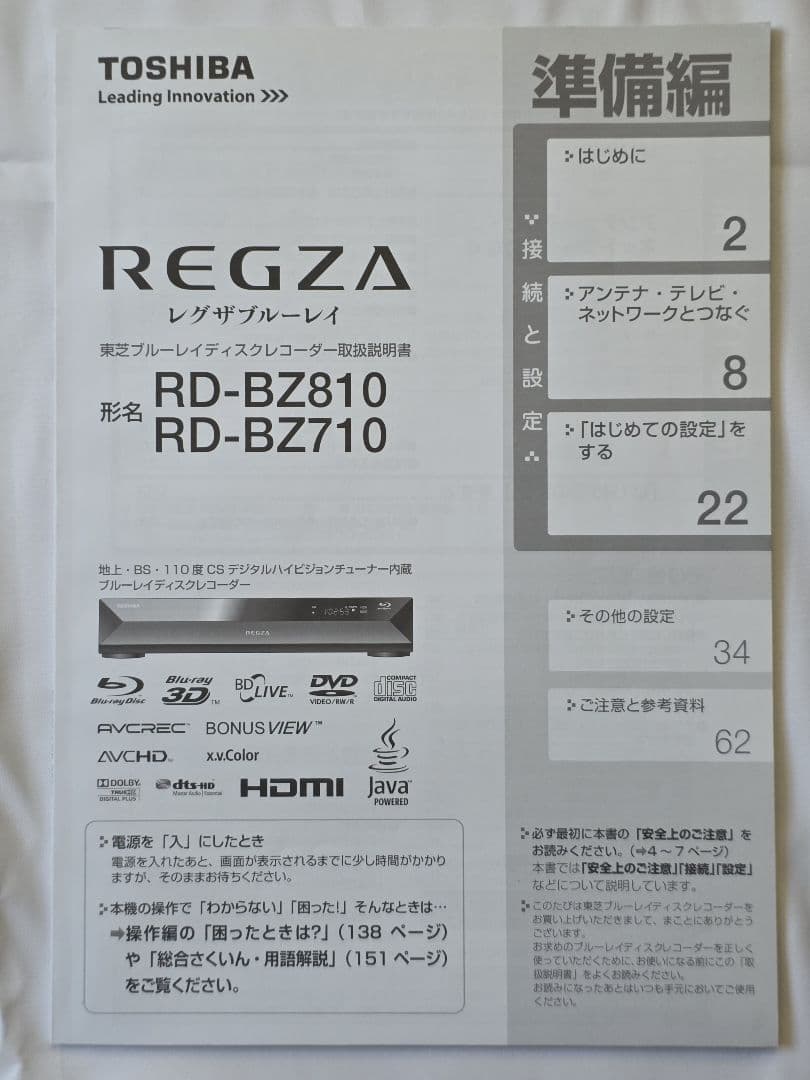 TOSHIBA
Leading Innovation >>>
準備編
REGZA
レグザブルーレイ
東芝ブルーレイディスクレコーダー取扱説明書
形名
RD-BZ810
RD-BZ710
接続と設定
はじめに
2
アンテナ・テレビ・
ネットワークとつなぐ
8
「はじめての設定」を
する
22
その他の設定
34
ご注意と参考資料
62
地上・BS・110度CSデジタルハイビジョンチューナー内蔵
ブルーレイディスクレコーダー
TOSHIBA
REGZA
Blu-ray Disc
Blu-ray
3D™
BD LIVE™
DVD
VIDEO/RW/R
COMPACT
disc
DIGITAL AUDIO
AVCREC™
BONUSVIEW™
AVCHD™
x.v.Color
DOLBY
TRUEHD
DIGITAL PLUS
dts-HD
Master Audio | Essential
HDMI
Java™
POWERED
電源を「入」にしたとき
電源を入れたあと、画面が表示されるまでに少し時間がかかり
ますが、そのままお待ちください。
本機の操作で「わからない」「困った!」そんなときは…
➡操作編の「困ったときは?」(138 ページ)
や「総合さくいん・用語解説」(151 ページ)
をご覧ください。
必ず最初に本書の「安全上のご注意」を
お読みください。(➡4～7ページ)
本書では「安全上のご注意」「接続」「設定」
などについて説明しています。
このたびは東芝ブルーレイディスクレコーダーを
お買い上げいただきまして、まことにありがとう
ございます。
お求めのブルーレイディスクレコーダーを正しく
使っていただくために、お使いになる前にこの「取
扱説明書」をよくお読みください。
お読みになったあとはいつも手元においてご使用
ください。